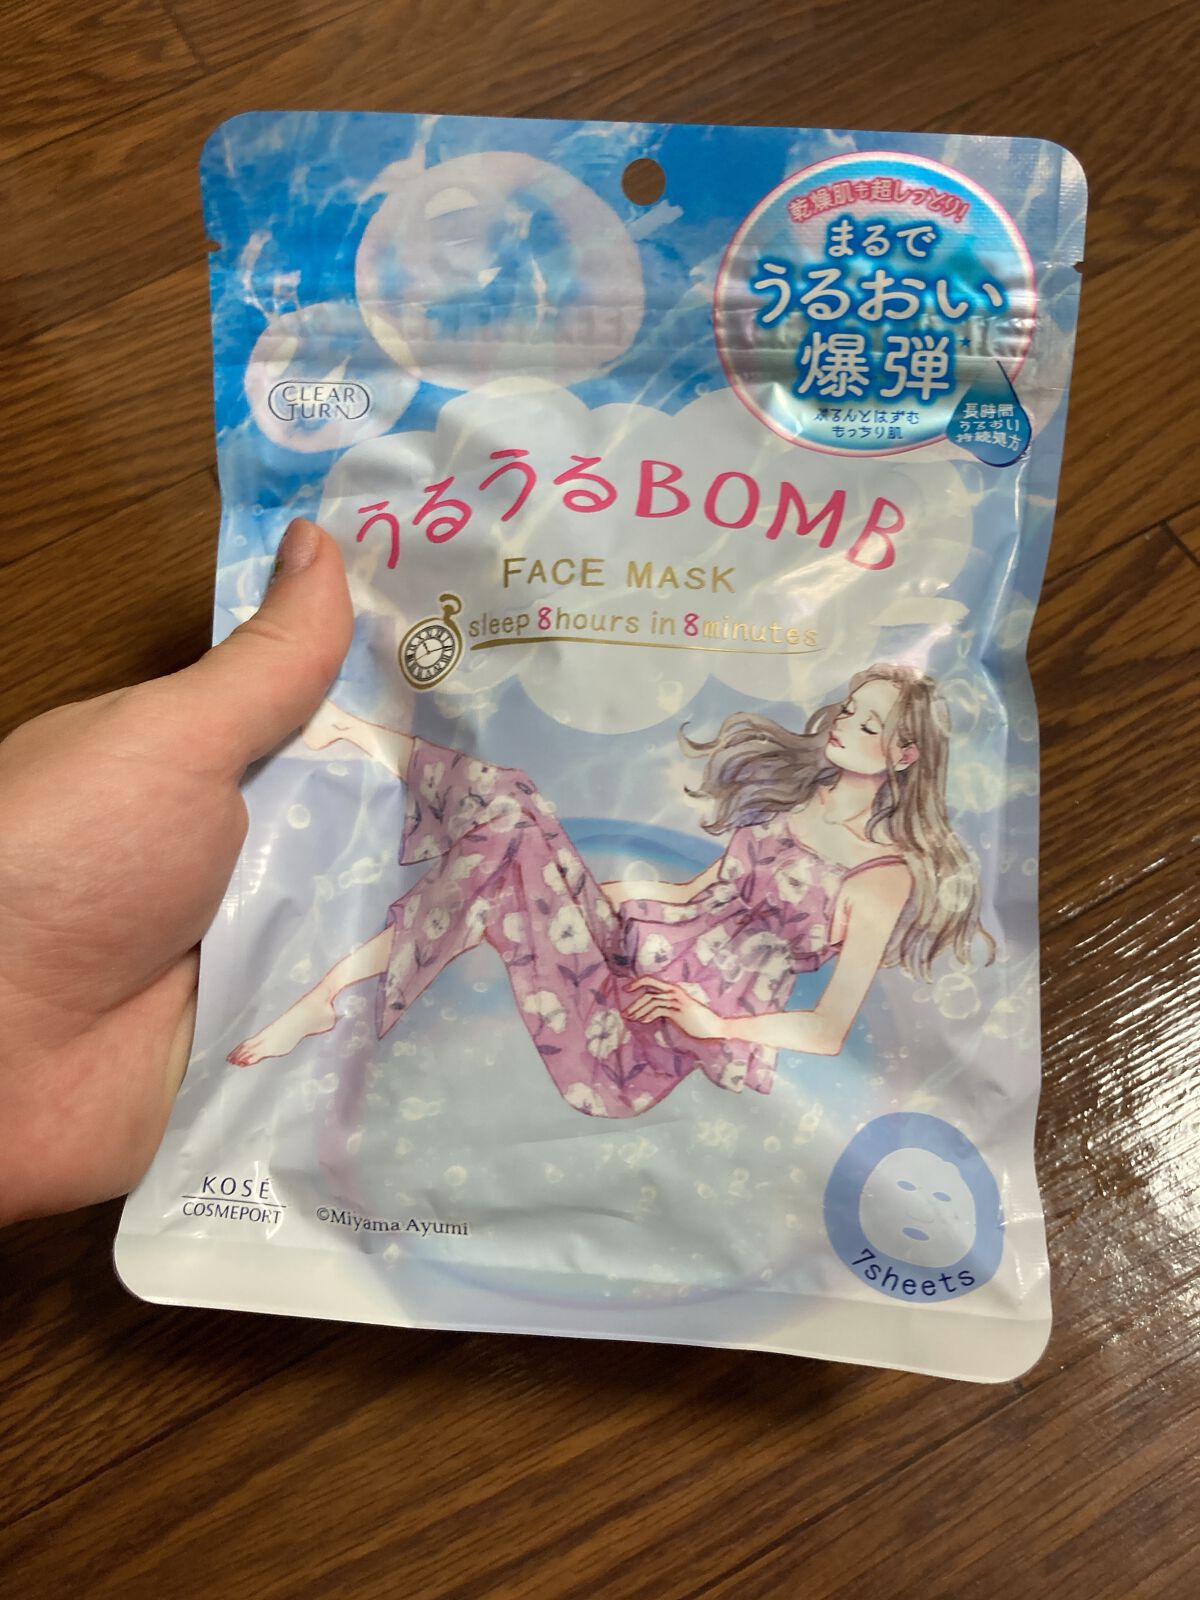 乾燥肌も超しっとり!
まるで
うるおい
爆弾*
ぷるんとはずむ
もっちり肌
長時間
うるおい
持続処方
CLEAR
TURN
うるうるBOMB
FACE MASK
sleep 8hours in 8minutes
KOSÉ
COSMEPORT
©Miyama Ayumi
7sheets